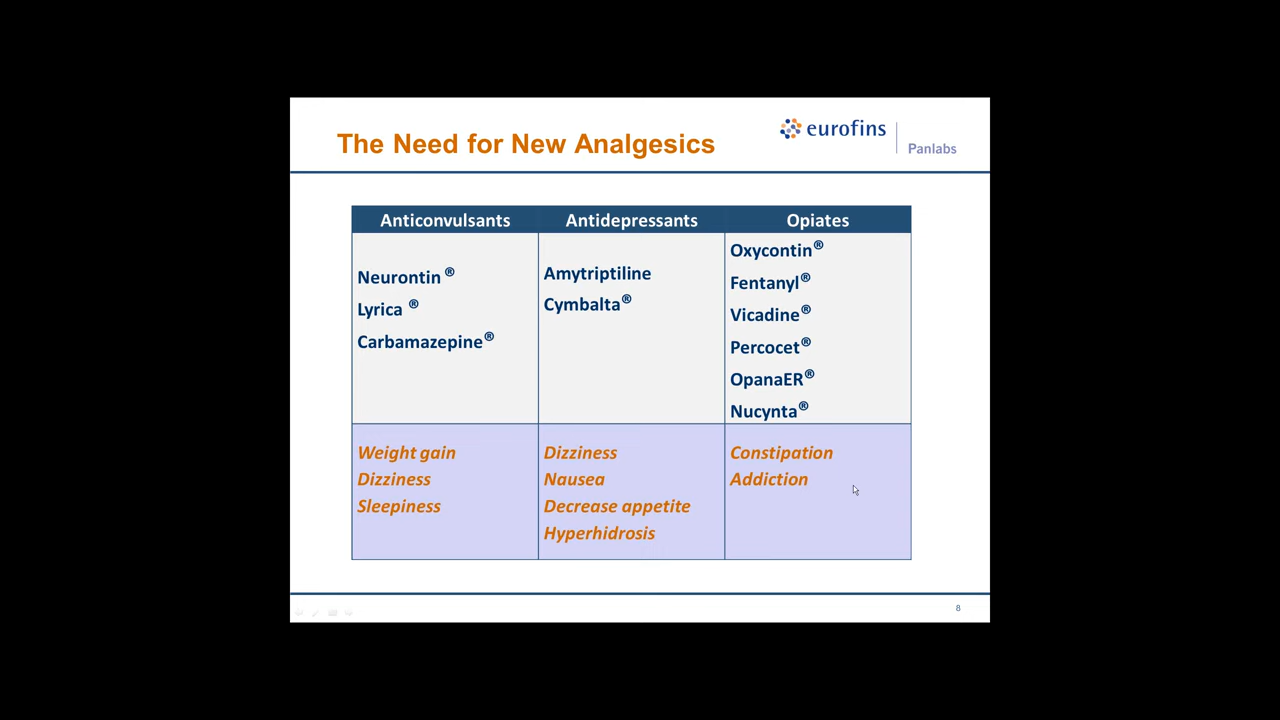 The Need for New Analgesics
eurofins
Panlabs
Anticonvulsants
Antidepressants
Opiates
Neurontin ®
Lyrica ®
Carbamazepine®
Amytriptiline
Cymbalta®
Oxycontin®
Fentanyl®
Vicadine®
Percocet®
OpanaER®
Nucynta®
Weight gain
Dizziness
Sleepiness
Dizziness
Nausea
Decrease appetite
Hyperhidrosis
Constipation
Addiction
8